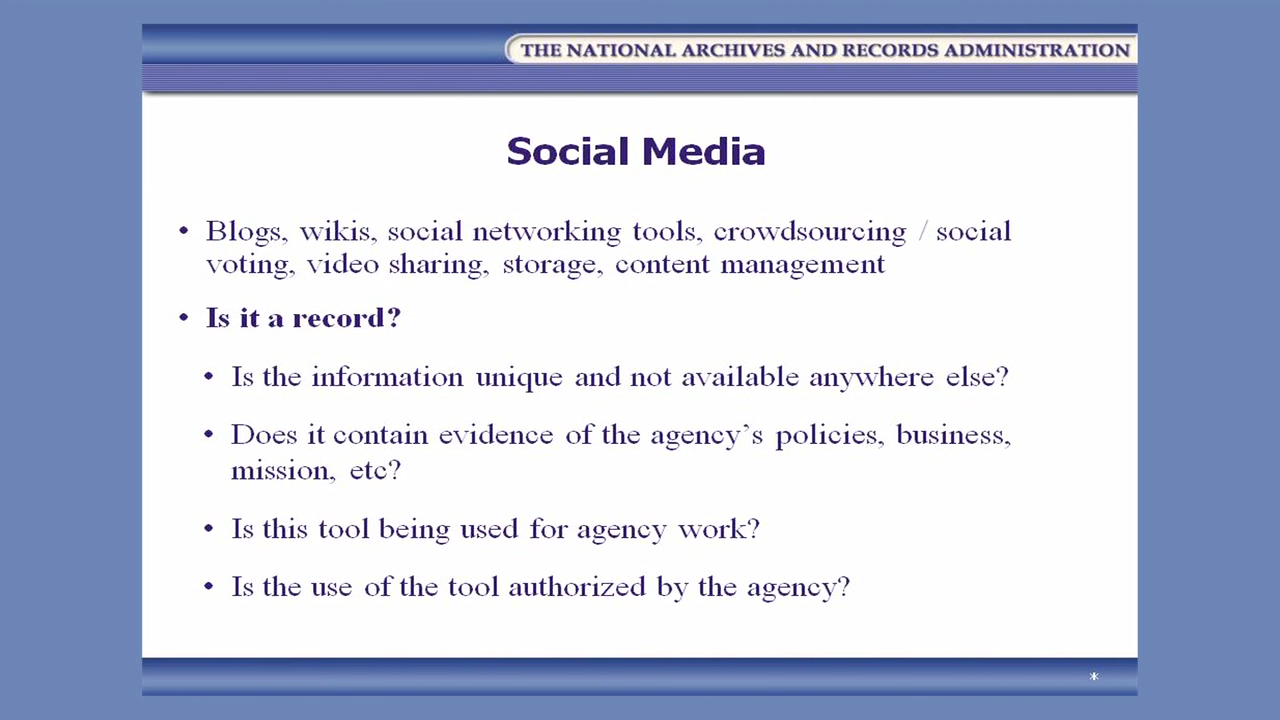 THE NATIONAL ARCHIVES AND RECORDS ADMINISTRATION
Social Media
• Blogs, wikis, social networking tools, crowdsourcing / social
voting, video sharing, storage, content management
• Is it a record?
• Is the information unique and not available anywhere else?
• Does it contain evidence of the agency’s policies, business,
mission, etc?
• Is this tool being used for agency work?
• Is the use of the tool authorized by the agency?
*